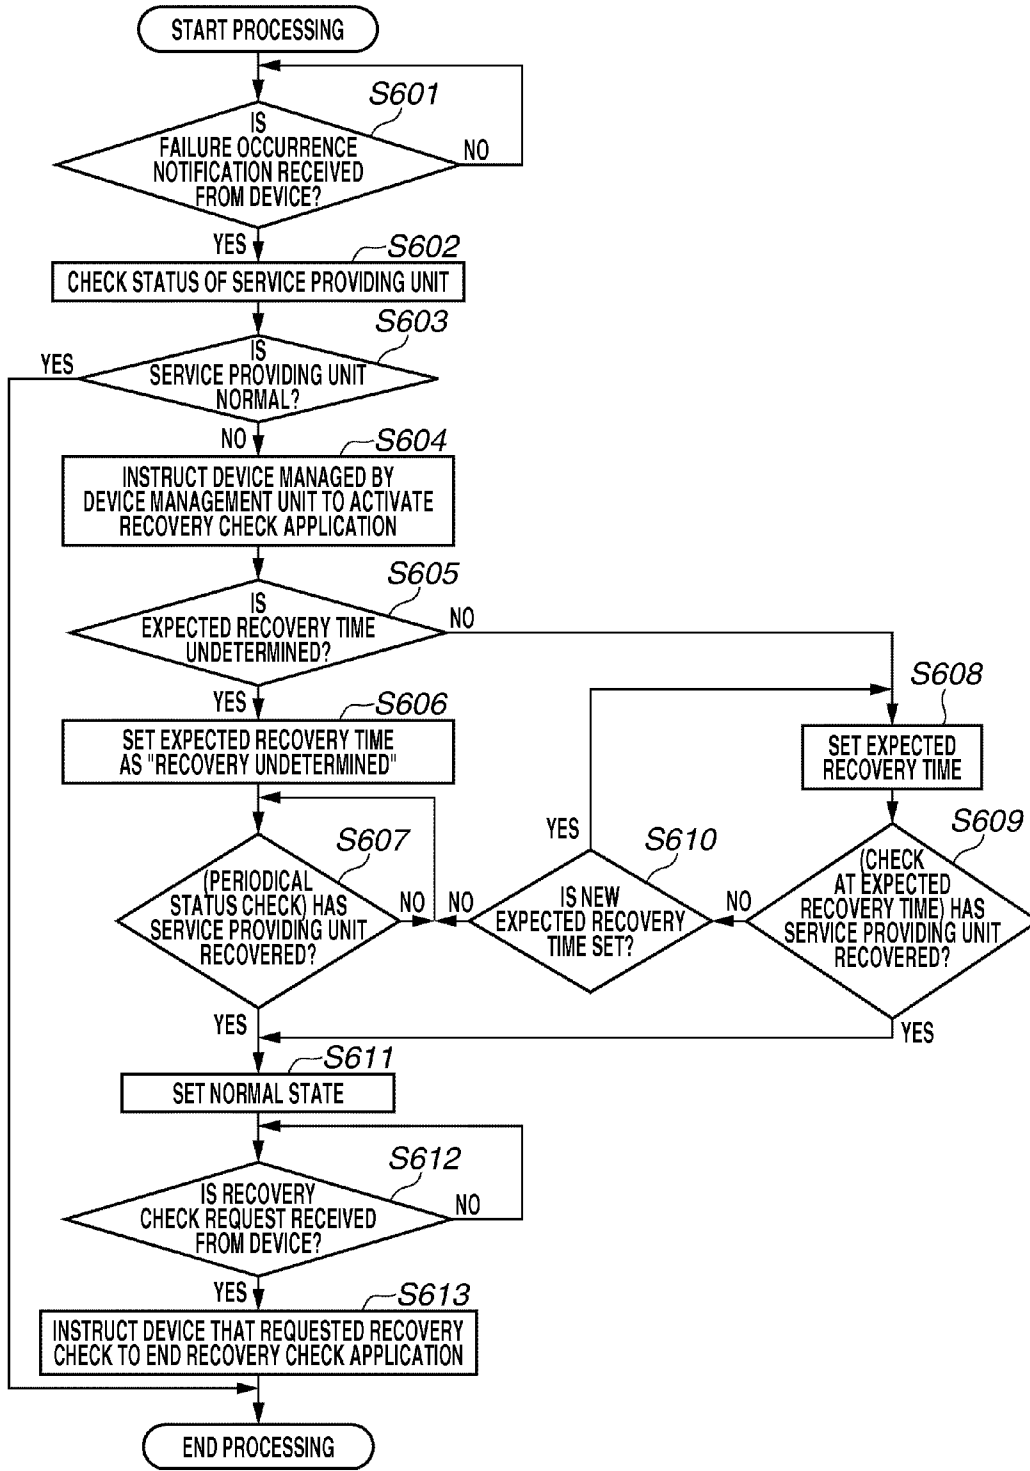 START PROCESSING
S601
IS
FAILURE OCCURRENCE
NOTIFICATION RECEIVED
FROM DEVICE?
NO
YES
S602
CHECK STATUS OF SERVICE PROVIDING UNIT
S603
YES
IS
SERVICE PROVIDING UNIT
NORMAL?
NO
S604
INSTRUCT DEVICE MANAGED BY
DEVICE MANAGEMENT UNIT TO ACTIVATE
RECOVERY CHECK APPLICATION
S605
IS
EXPECTED RECOVERY TIME
UNDETERMINED?
NO
YES
S606
SET EXPECTED RECOVERY TIME
AS "RECOVERY UNDETERMINED"
S608
SET EXPECTED
RECOVERY TIME
S607
(PERIODICAL
STATUS CHECK) HAS
SERVICE PROVIDING UNIT
RECOVERED?
NO
NO
YES
S610
IS NEW
EXPECTED RECOVERY
TIME SET?
NO
S609
(CHECK
AT EXPECTED
RECOVERY TIME) HAS
SERVICE PROVIDING UNIT
RECOVERED?
YES
YES
S611
SET NORMAL STATE
S612
IS RECOVERY
CHECK REQUEST RECEIVED
FROM DEVICE?
NO
YES
S613
INSTRUCT DEVICE THAT REQUESTED RECOVERY
CHECK TO END RECOVERY CHECK APPLICATION
END PROCESSING